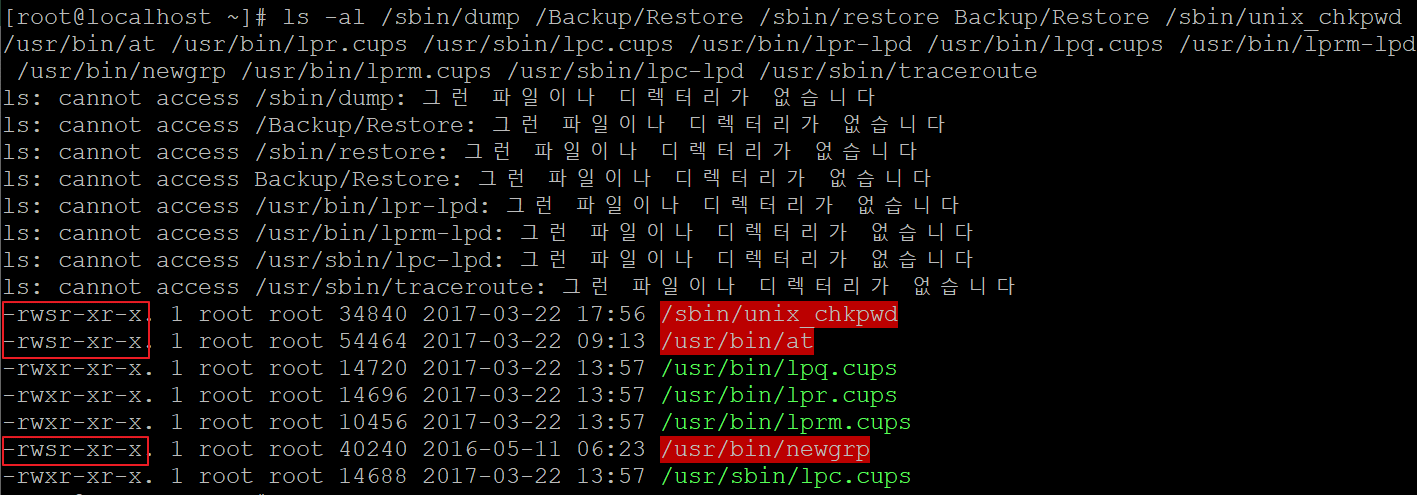 [root@localhost ~]# ls -al /sbin/dump /Backup/Restore /sbin/restore Backup/Restore /sbin/unix_chkpwd
/usr/bin/at /usr/bin/lpr.cups /usr/sbin/lpc.cups /usr/bin/lpr-lpd /usr/bin/lpq.cups /usr/bin/lprm-lpd
/usr/bin/newgrp /usr/bin/lprm.cups /usr/sbin/lpc-lpd /usr/sbin/traceroute
ls: cannot access /sbin/dump: 그런 파일이나 디렉터리가 없습니다
ls: cannot access /Backup/Restore: 그런 파일이나 디렉터리가 없습니다
ls: cannot access /sbin/restore: 그런 파일이나 디렉터리가 없습니다
ls: cannot access Backup/Restore: 그런 파일이나 디렉터리가 없습니다
ls: cannot access /usr/bin/lpr-lpd: 그런 파일이나 디렉터리가 없습니다
ls: cannot access /usr/bin/lprm-lpd: 그런 파일이나 디렉터리가 없습니다
ls: cannot access /usr/sbin/lpc-lpd: 그런 파일이나 디렉터리가 없습니다
ls: cannot access /usr/sbin/traceroute: 그런 파일이나 디렉터리가 없습니다
-rwsr-xr-x. 1 root root 34840 2017-03-22 17:56 /sbin/unix_chkpwd
-rwsr-xr-x. 1 root root 54464 2017-03-22 09:13 /usr/bin/at
-rwxr-xr-x. 1 root root 14720 2017-03-22 13:57 /usr/bin/lpq.cups
-rwxr-xr-x. 1 root root 14696 2017-03-22 13:57 /usr/bin/lpr.cups
-rwxr-xr-x. 1 root root 10456 2017-03-22 13:57 /usr/bin/lprm.cups
-rwsr-xr-x. 1 root root 40240 2016-05-11 06:23 /usr/bin/newgrp
-rwxr-xr-x. 1 root root 14688 2017-03-22 13:57 /usr/sbin/lpc.cups